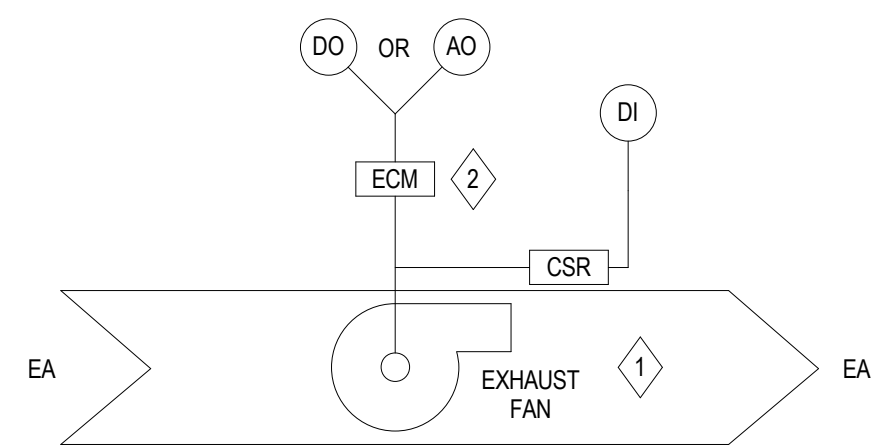 DO OR AO
DI
ECM 2
CSR
EA
EXHAUST
FAN
1
EA